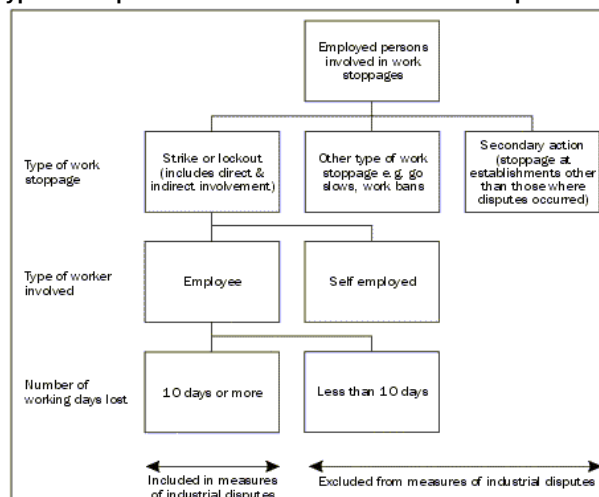 Employed persons
involved in work
stoppages
Type of work
stoppage
Strike or lockout
(includes direct &
indirect involvement)
Other type of work
stoppage e.g. go
slows, work bans
Secondary action
(stoppage at
establishments other
than those where
disputes occurred)
Type of worker
involved
Employee
Self employed
Number of
working days lost
10 days or more
Less than 10 days
Included in measures
of industrial disputes
Excluded from measures of industrial disputes